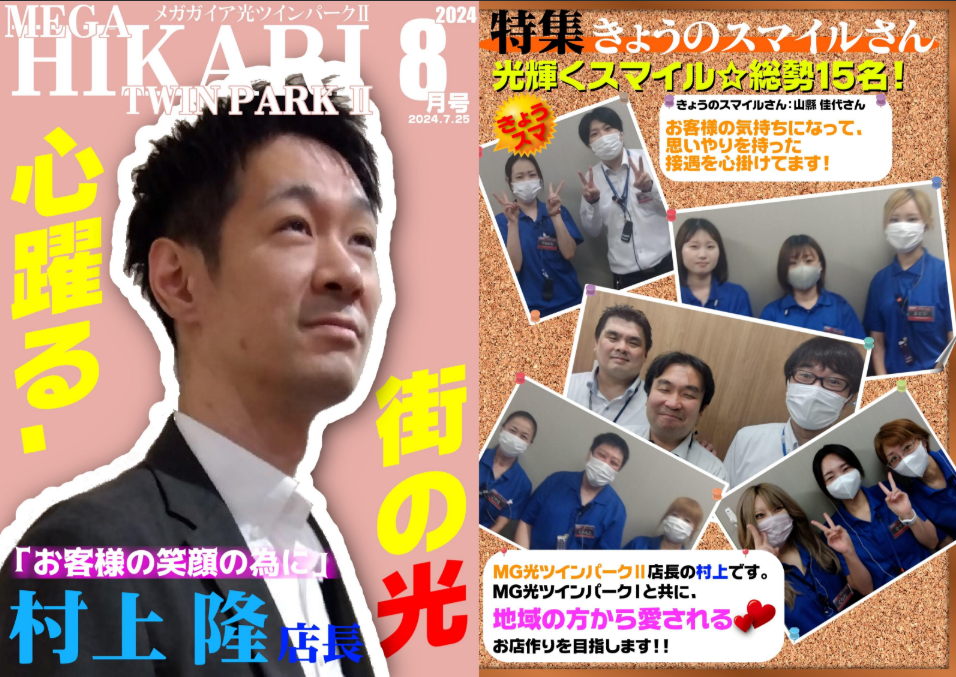 メガガイア光ツインパークⅡ
MEGA
HIKARI
TWIN PARK Ⅱ
2024
8
月号
2024.7.25
心躍る・
街の光
「お客様の笑顔の為に」
村上 隆 店長
特集 きょうのスマイルさん
光輝くスマイル☆総勢15名！
きょう
スマ
きょうのスマイルさん：山縣 佳代さん
お客様の気持ちになって、
思いやりを持った
接遇を心掛けてます！
MG光ツインパークⅡ店長の村上です。
MG光ツインパークⅠと共に、
地域の方から愛される
お店作りを目指します！！